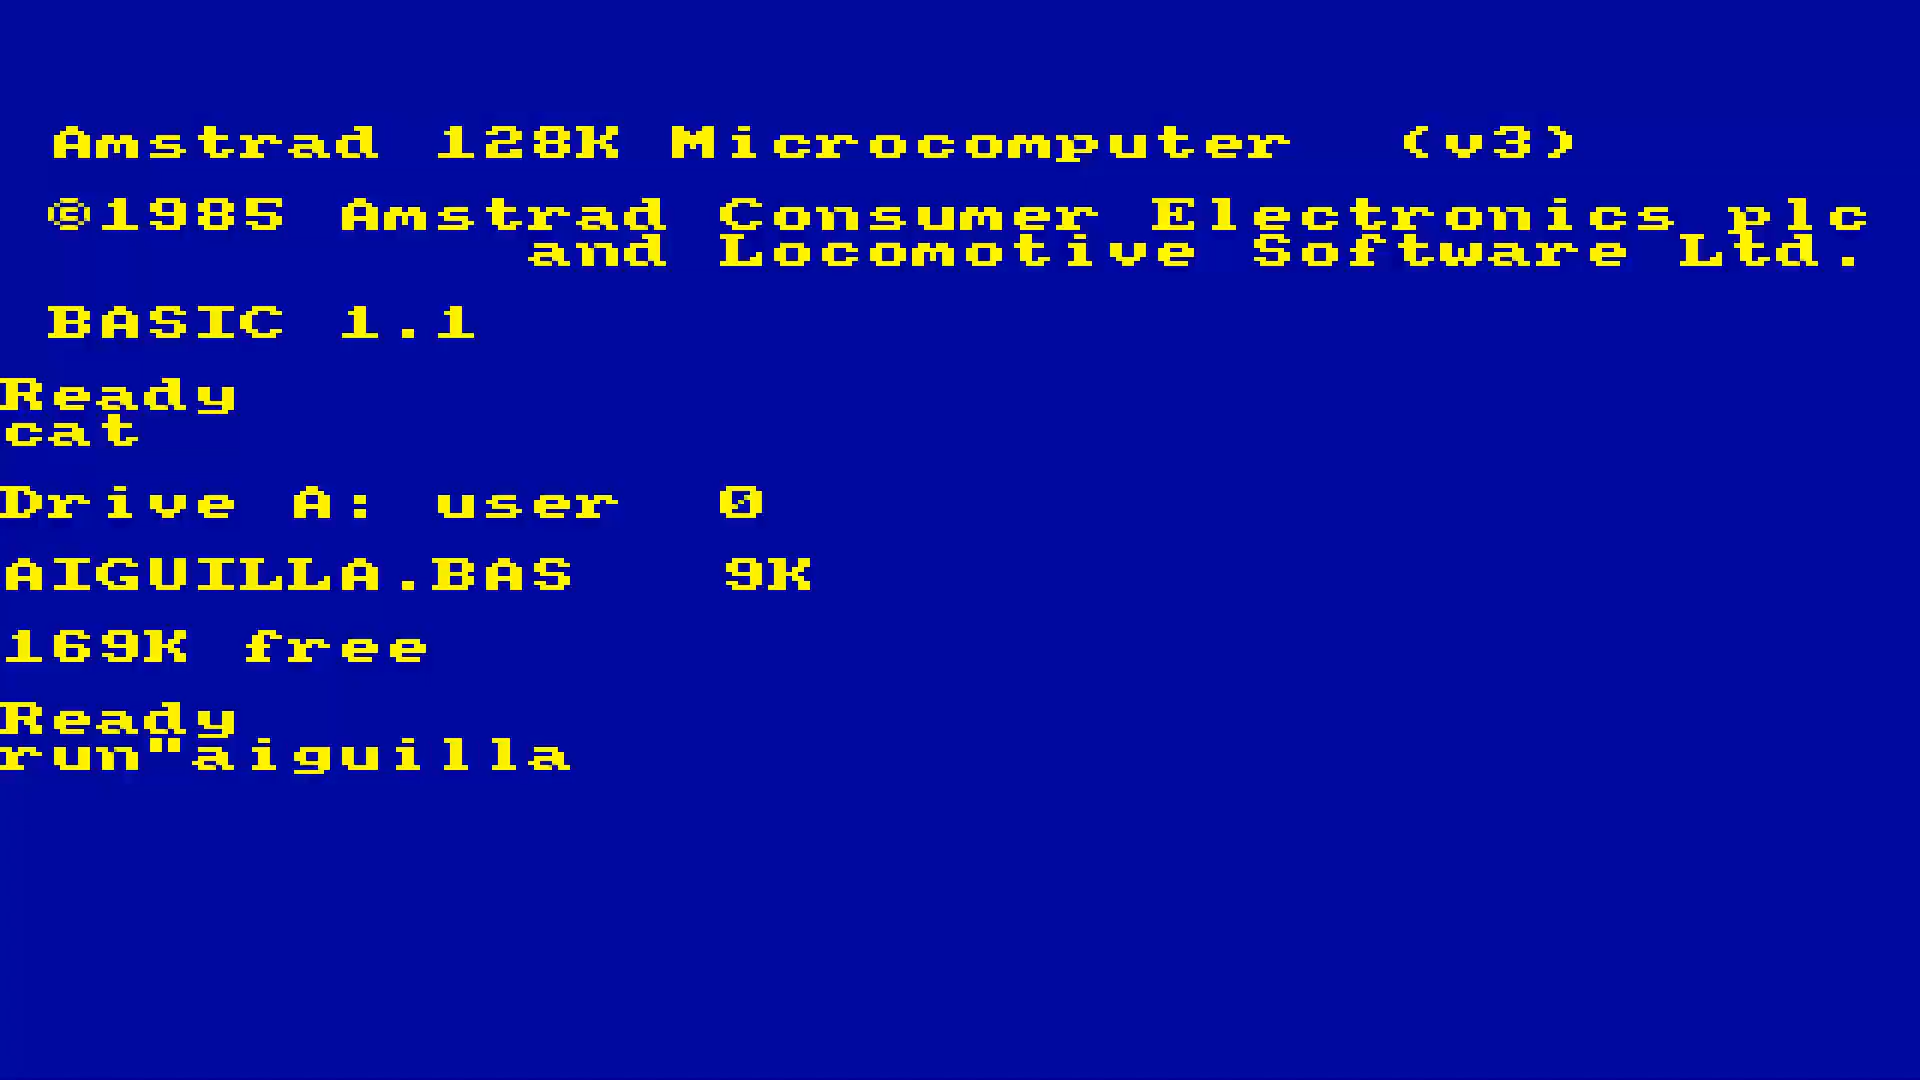 Amstrad 128K Microcomputer (v3)
©1985 Amstrad Consumer Electronics plc
and Locomotive Software Ltd.
BASIC 1.1
Ready
cat
Drive A: user 0
AIGUILLA.BAS 9K
169K free
Ready
run"aiguilla